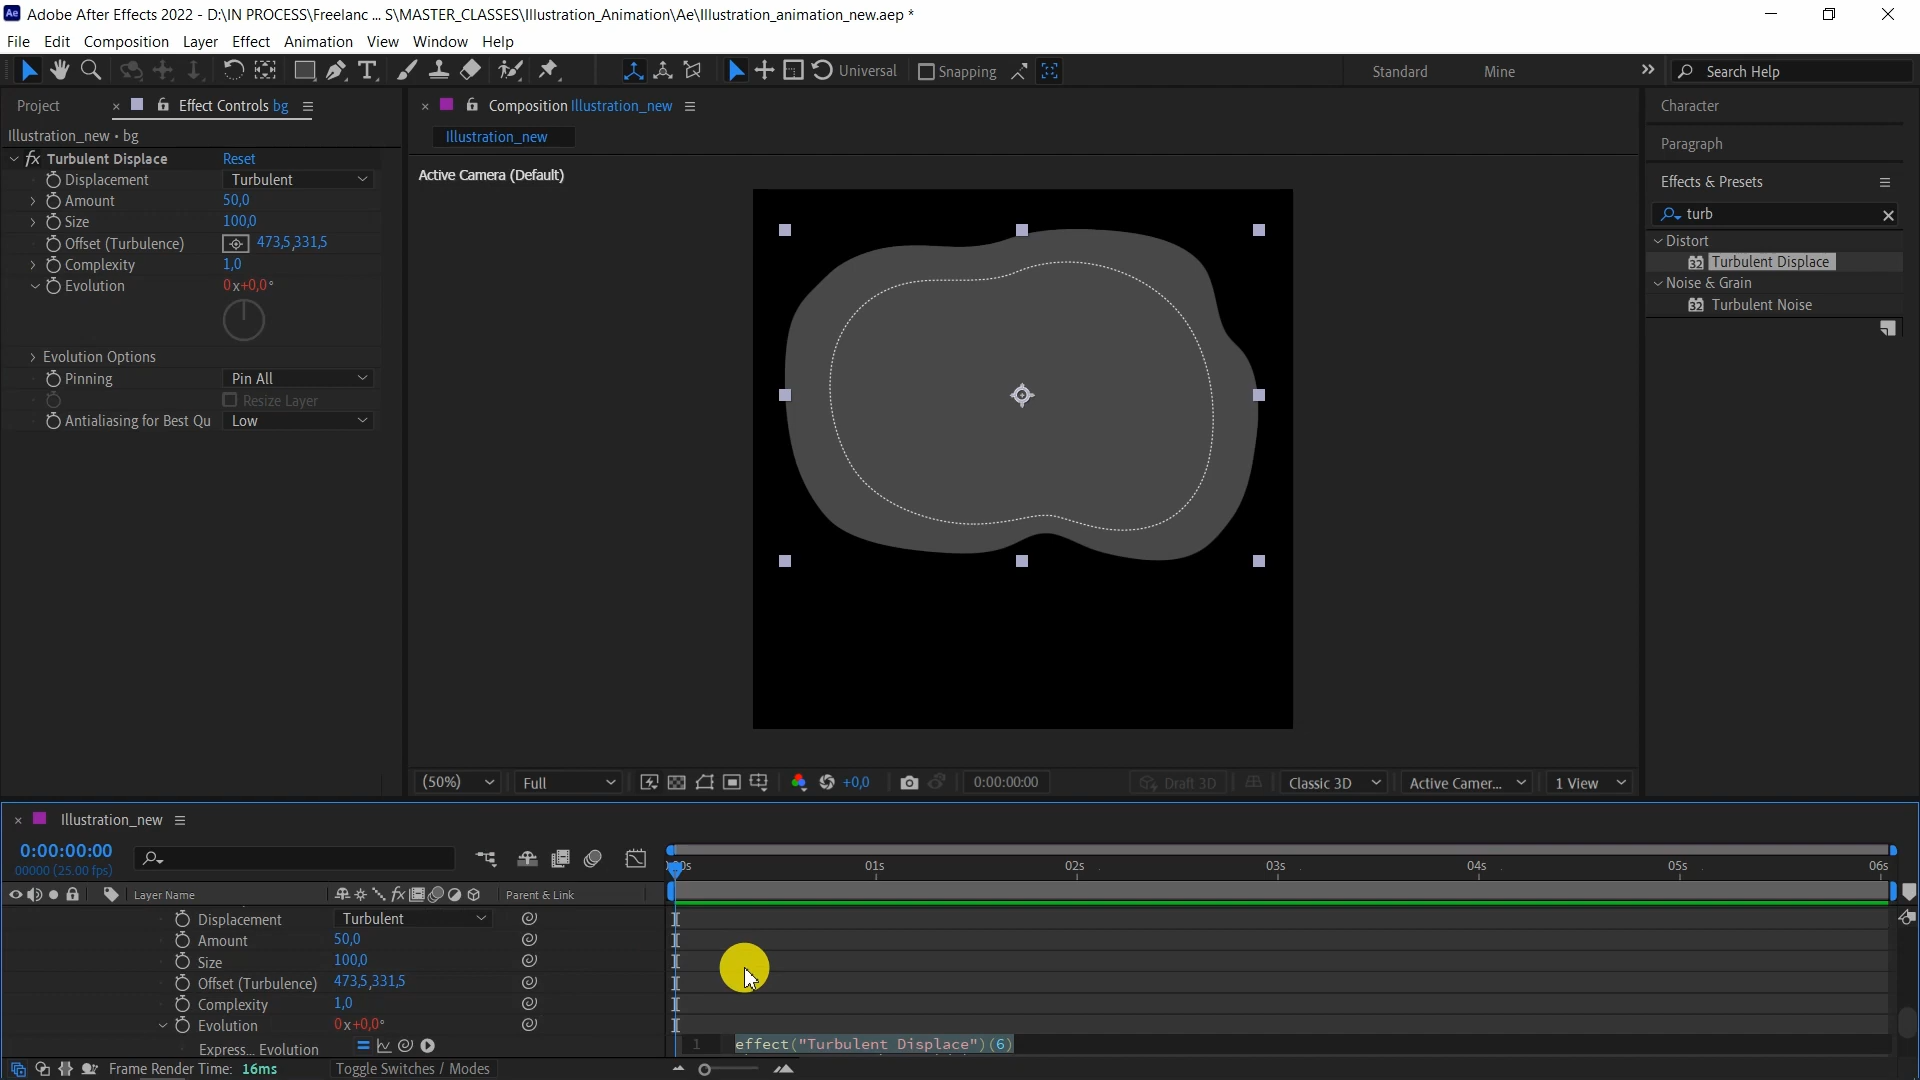 Adobe After Effects 2022 - D:\IN PROCESS\Freelanc ... S\MASTER_CLASSES\Illustration_Animation\Ae\Illustration_animation_new.aep *
File Edit Composition Layer Effect Animation View Window Help
Universal Snapping Standard Mine Search Help
Project Effect Controls bg
Composition Illustration_new
Character
Illustration_new • bg
Illustration_new
Paragraph
fx Turbulent Displace Reset
Active Camera (Default)
Displacement Turbulent
Effects & Presets
Amount 50,0
turb
Size 100,0
Offset (Turbulence) 473,5,331,5
Distort
Complexity 1,0
32 Turbulent Displace
Evolution 0x+0,0°
Noise & Grain
32 Turbulent Noise
Evolution Options
Pinning Pin All
Resize Layer
Antialiasing for Best Qu Low
(50%) Full +0,0 0:00:00:00 Draft 3D Classic 3D Active Camer... 1 View
Illustration_new
0:00:00:00
00000 (25.00 fps)
01s 02s 03s 04s 05s 06s
Layer Name Parent & Link
Displacement Turbulent
Amount 50,0
Size 100,0
Offset (Turbulence) 473,5,331,5
Complexity 1,0
Evolution 0x+0,0°
Express... Evolution 1 effect("Turbulent Displace")(6)
Frame Render Time: 16ms Toggle Switches / Modes